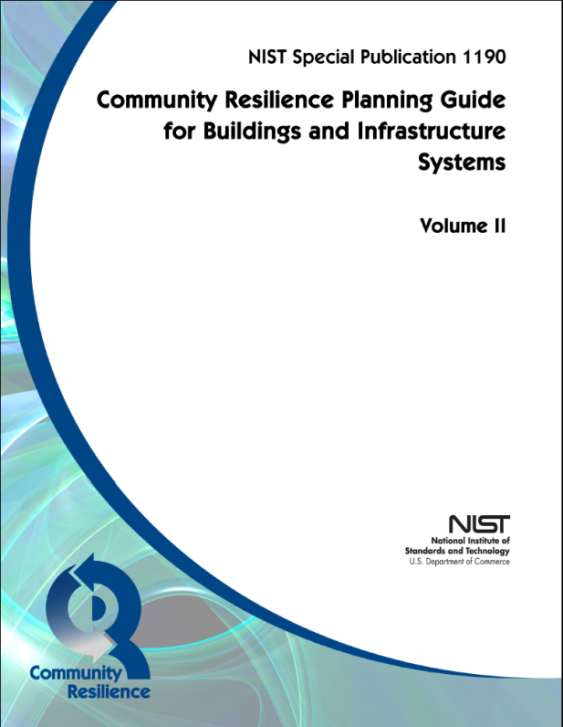 NIST Special Publication 1190
Community Resilience Planning Guide
for Buildings and Infrastructure
Systems
Volume II
NIST
National Institute of
Standards and Technology
U.S. Department of Commerce
Community
Resilience